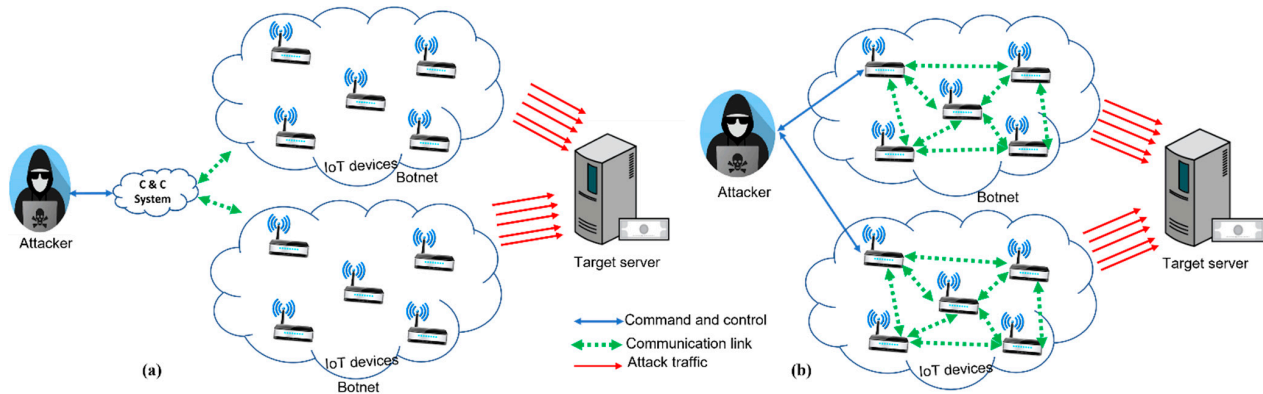 C & C
System
Attacker
IoT devices
Botnet
IoT devices
Botnet
Target server
(a)
Command and control
Communication link
Attack traffic
Attacker
Botnet
IoT devices
Target server
(b)